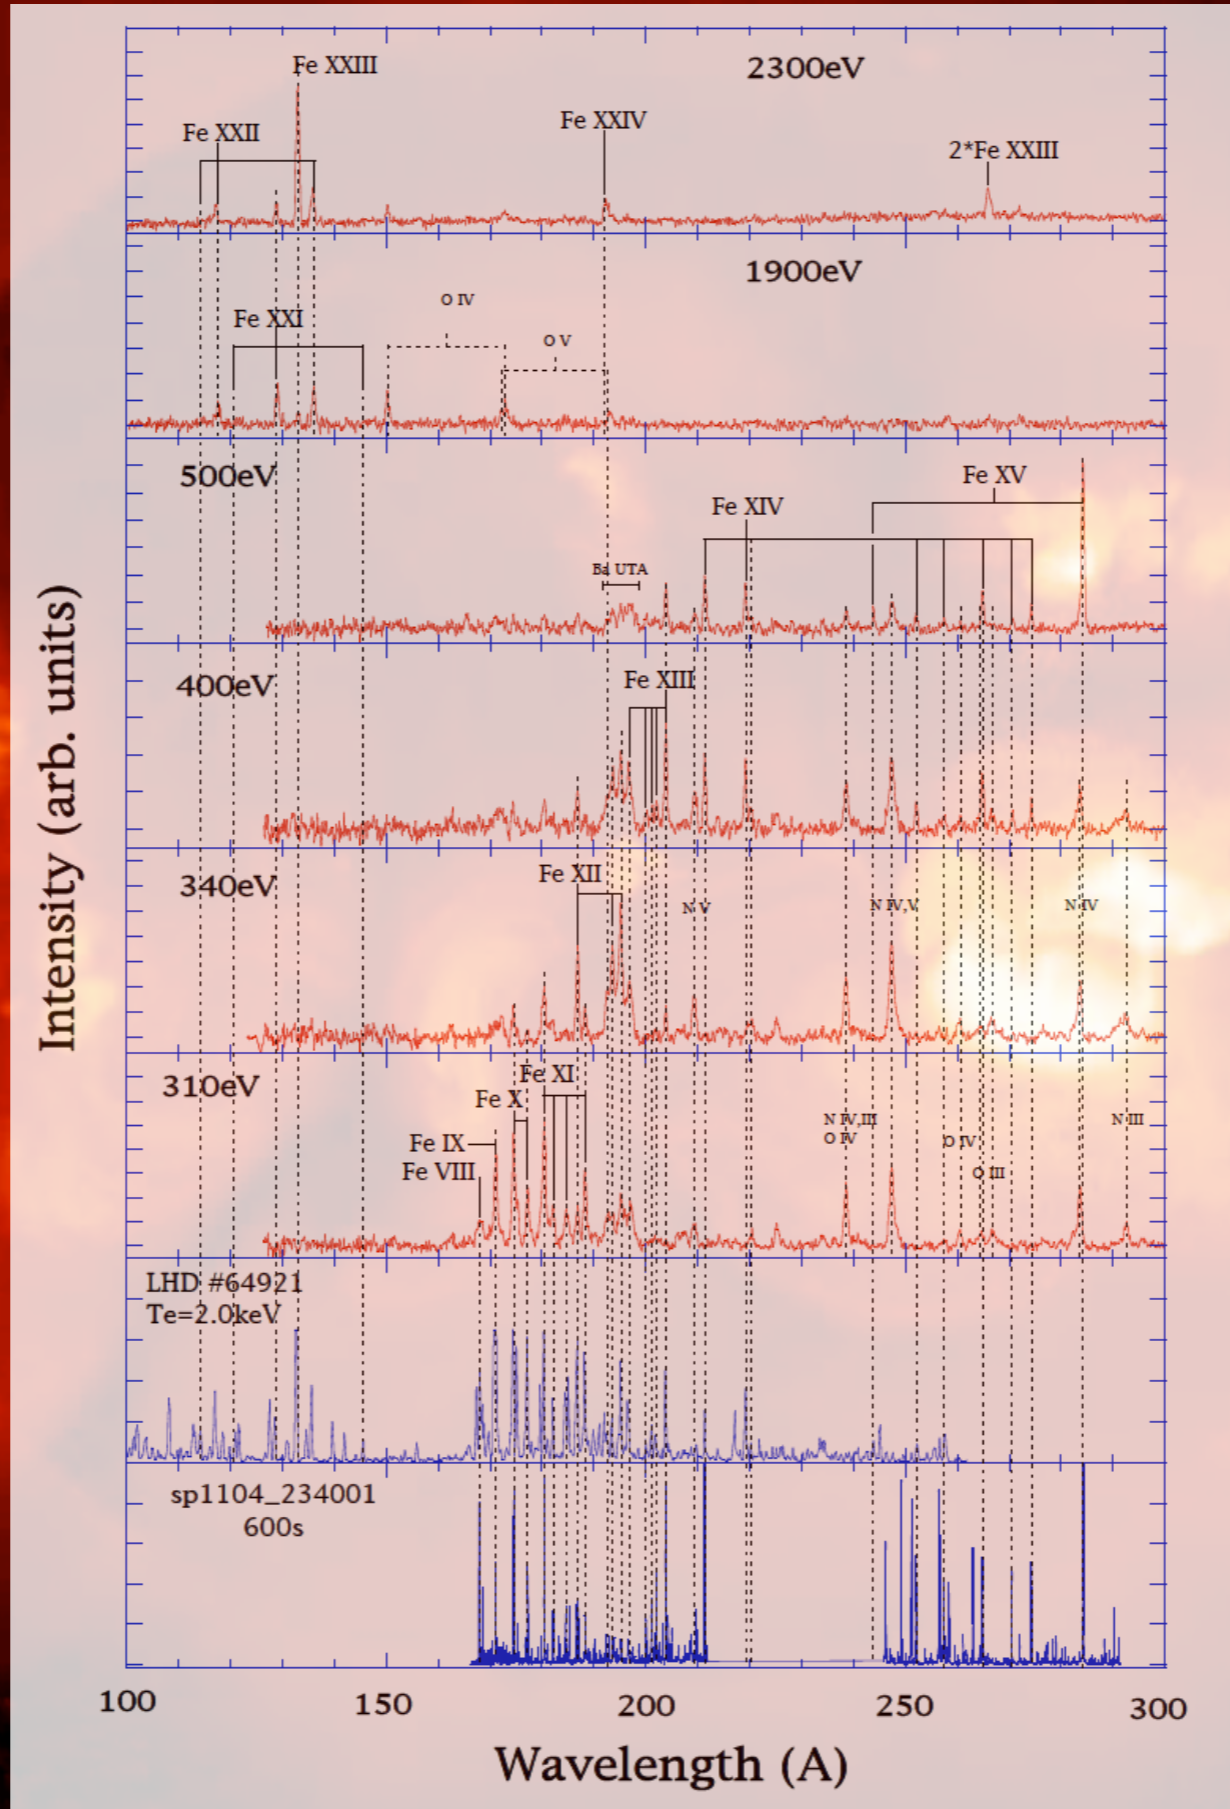 Fe XXIII
2300eV
Fe XXII
Fe XXIV
2*Fe XXIII
1900eV
O IV
Fe XXI
O V
500eV
Fe XV
Fe XIV
Ba UTA
400eV
Fe XIII
340eV
Fe XII
N V
N IV,V
N IV
310eV
Fe XI
Fe X
Fe IX
Fe VIII
N IV,III
O IV
O IV
O III
N III
LHD #64921
Te=2.0keV
sp1104_234001
600s
100
150
200
250
300
Wavelength (A)
Intensity (arb. units)